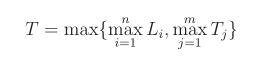 T = max{max_{i=1}^{n} L_i, max_{j=1}^{m} T_j}